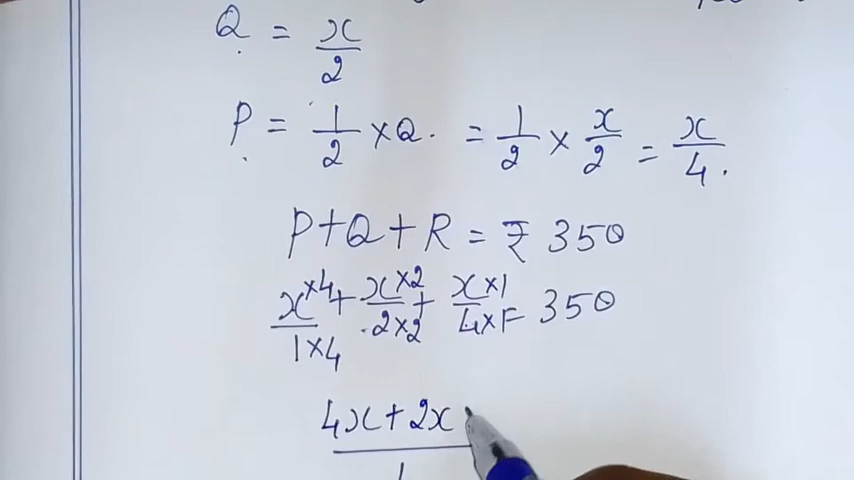 Q = x/2
P = 1/2 × Q. = 1/2 × x/2 = x/4.
P + Q + R = ₹ 350
x×4/1×4 + x×2/2×2 + x×1/4×1 = 350
4x + 2x